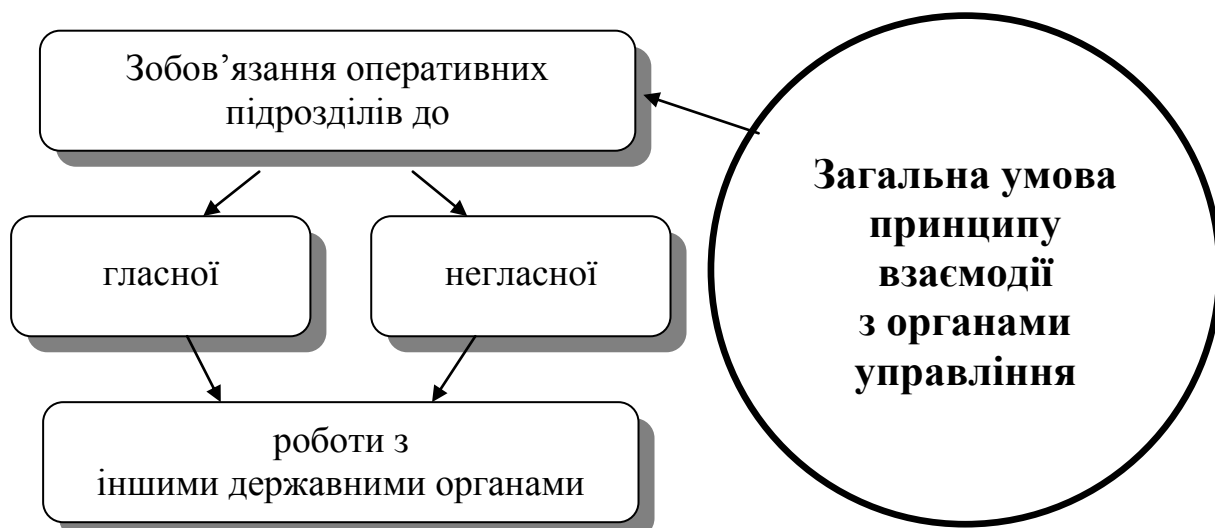 Зобов’язання оперативних
підрозділів до
гласної
негласної
роботи з
іншими державними органами
Загальна умова
принципу
взаємодії
з органами
управління